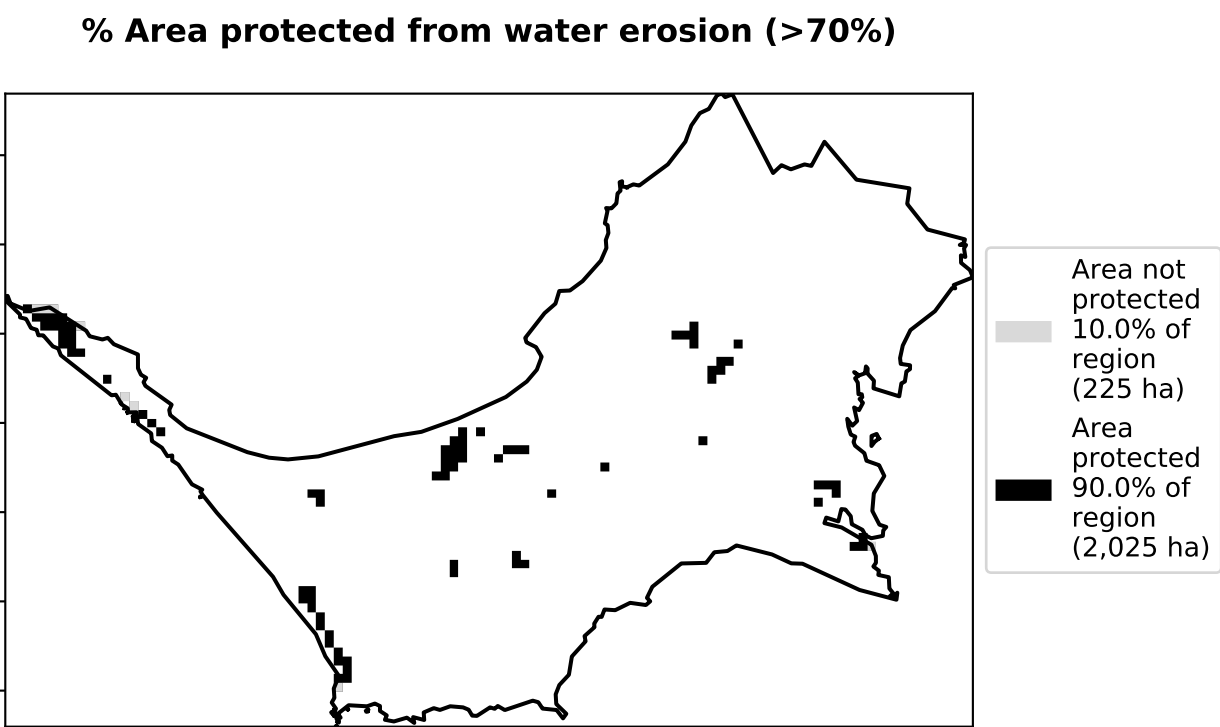 % Area protected from water erosion (>70%)
Area not
protected
10.0% of
region
(225 ha)
Area
protected
90.0% of
region
(2,025 ha)